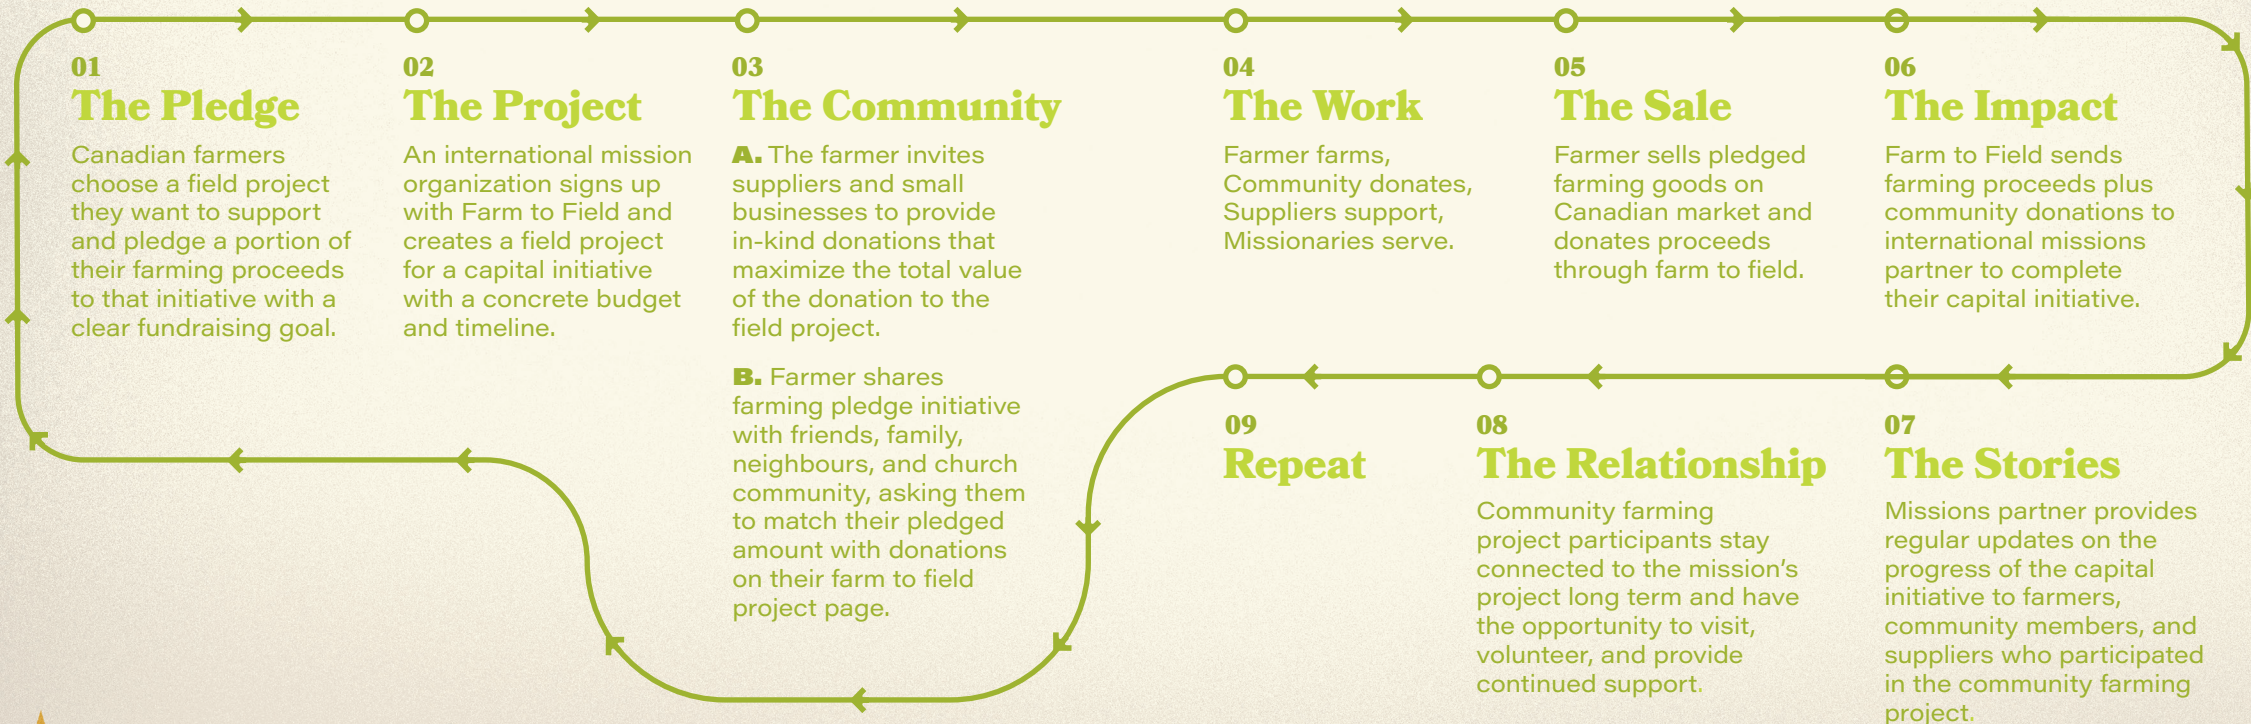 01
The Pledge
Canadian farmers
choose a field project
they want to support
and pledge a portion of
their farming proceeds
to that initiative with a
clear fundraising goal.
02
The Project
An international mission
organization signs up
with Farm to Field and
creates a field project
for a capital initiative
with a concrete budget
and timeline.
03
The Community
A. The farmer invites
suppliers and small
businesses to provide
in-kind donations that
maximize the total value
of the donation to the
field project.
B. Farmer shares
farming pledge initiative
with friends, family,
neighbours, and church
community, asking them
to match their pledged
amount with donations
on their farm to field
project page.
04
The Work
Farmer farms,
Community donates,
Suppliers support,
Missionaries serve.
05
The Sale
Farmer sells pledged
farming goods on
Canadian market and
donates proceeds
through farm to field.
06
The Impact
Farm to Field sends
farming proceeds plus
community donations to
international missions
partner to complete
their capital initiative.
07
The Stories
Missions partner provides
regular updates on the
progress of the capital
initiative to farmers,
community members, and
suppliers who participated
in the community farming
project.
08
The Relationship
Community farming
project participants stay
connected to the mission's
project long term and have
the opportunity to visit,
volunteer, and provide
continued support.
09
Repeat